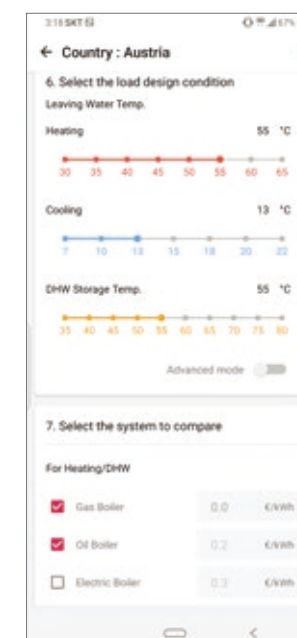 3:18 SKT
← Country : Austria
6. Select the load design condition
Leaving Water Temp.
Heating 55 °C
30 35 40 45 50 55 60 65
Cooling 13 °C
7 10 13 15 18 20 22
DHW Storage Temp. 55 °C
35 40 45 50 55 60 65 70 75 80
Advanced mode
7. Select the system to compare
For Heating/DHW
Gas Boiler 0.0 €/kWh
Oil Boiler 0.2 €/kWh
Electric Boiler 0.3 €/kWh